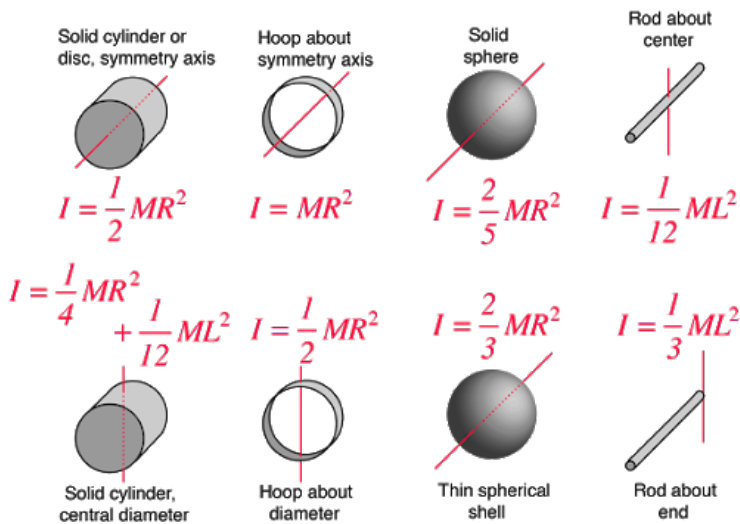 Solid cylinder or
disc, symmetry axis
I = 1/2 MR²
Hoop about
symmetry axis
I = MR²
Solid
sphere
I = 2/5 MR²
Rod about
center
I = 1/12 ML²
I = 1/4 MR²
+ 1/12 ML²
Solid cylinder,
central diameter
I = 1/2 MR²
Hoop about
diameter
I = 2/3 MR²
Thin spherical
shell
I = 1/3 ML²
Rod about
end